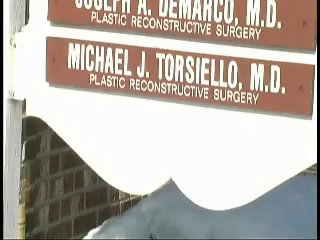 JOSEPH A. DEMARCO, M.D.
PLASTIC RECONSTRUCTIVE SURGERY
MICHAEL J. TORSIELLO, M.D.
PLASTIC RECONSTRUCTIVE SURGERY